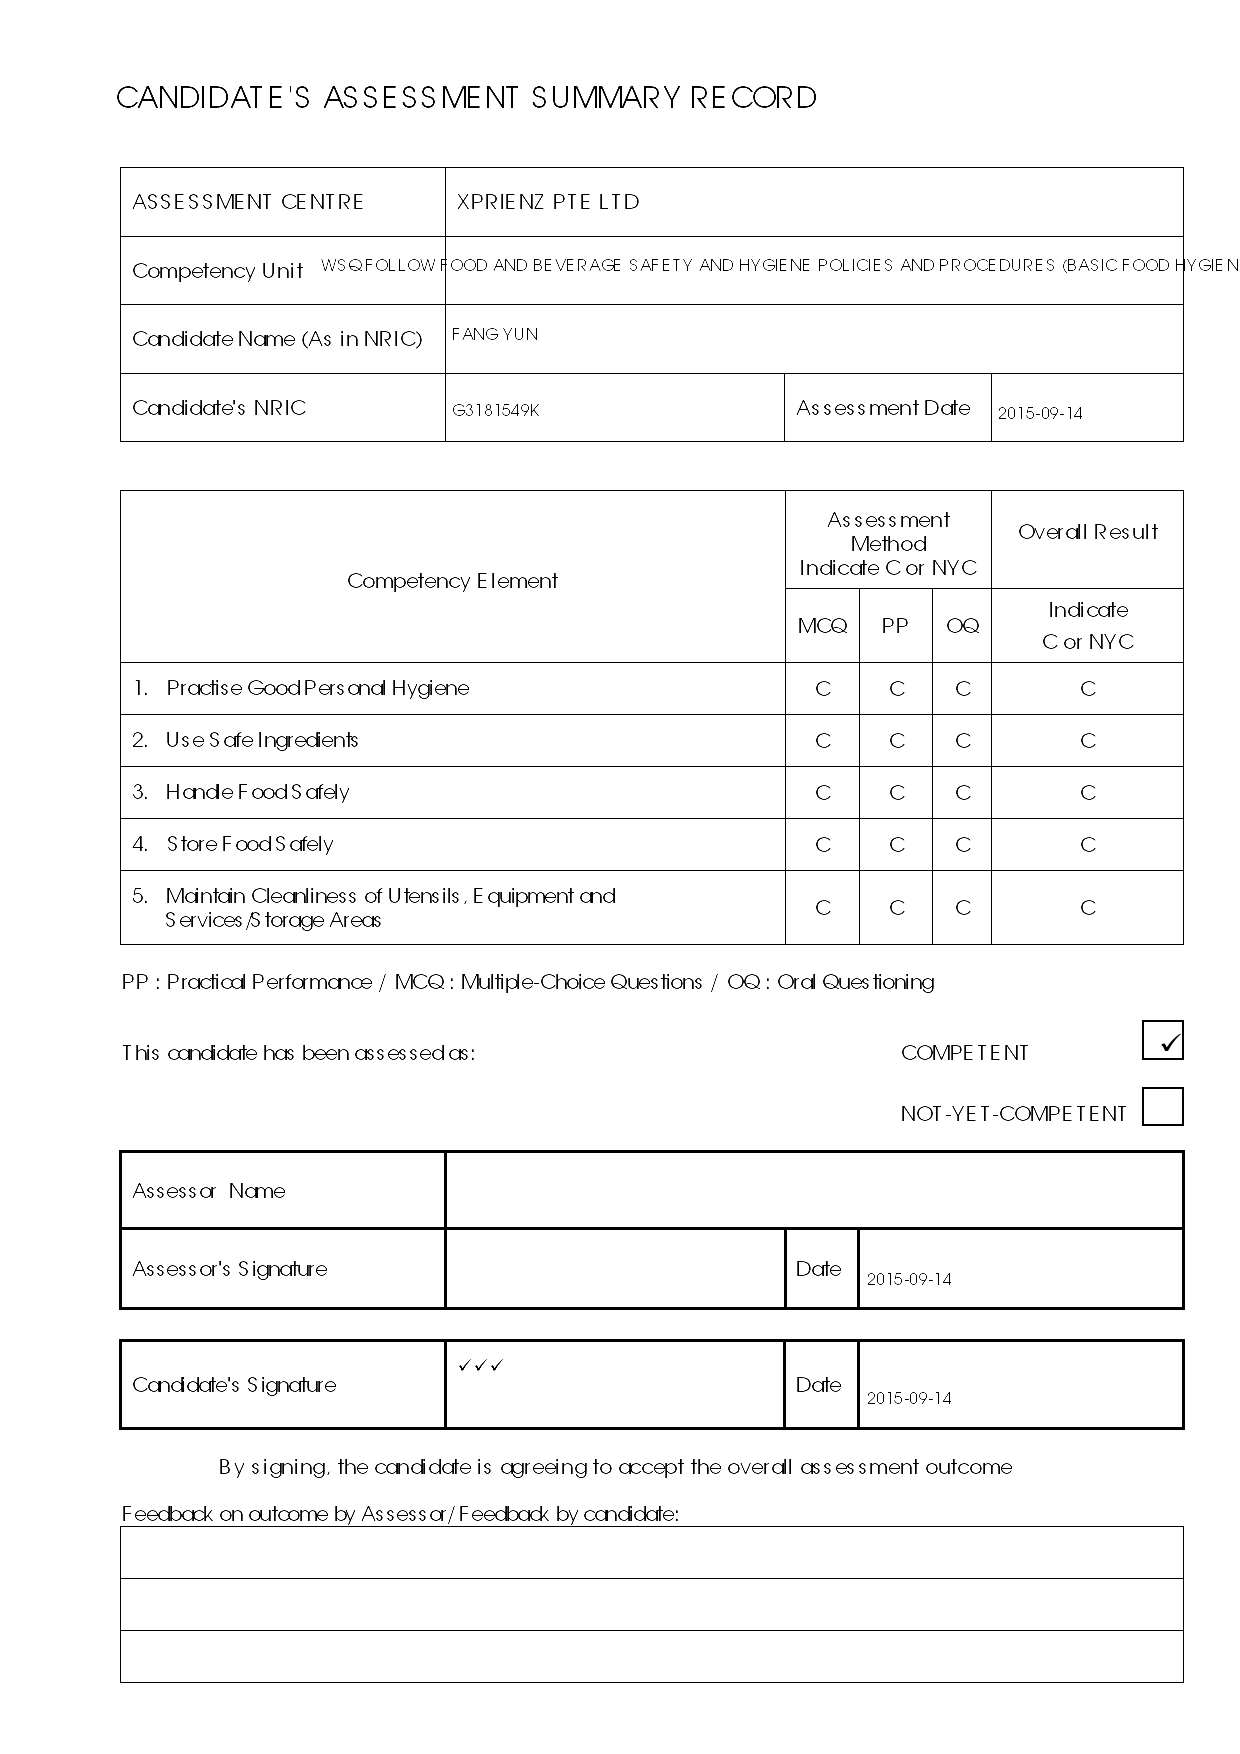 CANDIDATE'S ASSESSMENT SUMMARY RECORD
ASSESSMENT CENTRE XPRIENZ PTE LTD
Competency Unit WSQ FOLLOW FOOD AND BEVERAGE SAFETY AND HYGIENE POLICIES AND PROCEDURES (BASIC FOOD HYGIEN
Candidate Name (As in NRIC) FANG YUN
Candidate's NRIC G3181549K Assessment Date 2015-09-14
Competency Element
Assessment
Method
Indicate C or NYC
Overall Result
MCQ PP OQ
Indicate
C or NYC
1. Practise Good Personal Hygiene C C C C
2. Use Safe Ingredients C C C C
3. Handle Food Safely C C C C
4. Store Food Safely C C C C
5. Maintain Cleanliness of Utensils, Equipment and
Services/Storage Areas C C C C
PP : Practical Performance / MCQ : Multiple-Choice Questions / OQ : Oral Questioning
This candidate has been assessed as: COMPETENT ✓
NOT-YET-COMPETENT
Assessor Name
Assessor's Signature Date 2015-09-14
Candidate's Signature ✓✓✓ Date 2015-09-14
By signing, the candidate is agreeing to accept the overall assessment outcome
Feedback on outcome by Assessor/ Feedback by candidate: